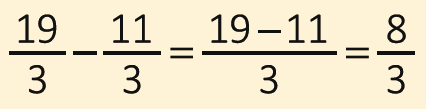 19/3 − 11/3 = 19−11/3 = 8/3